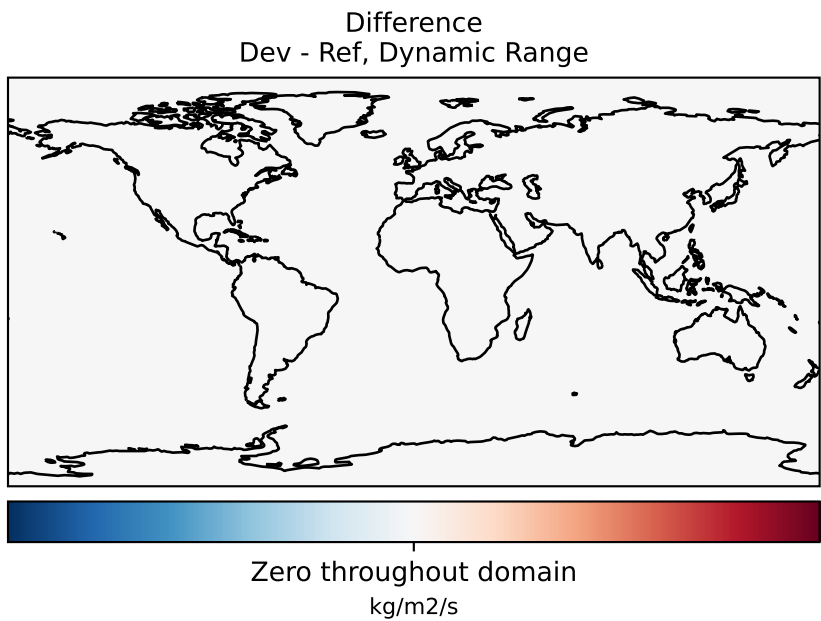 Difference
Dev - Ref, Dynamic Range
Zero throughout domain
kg/m2/s